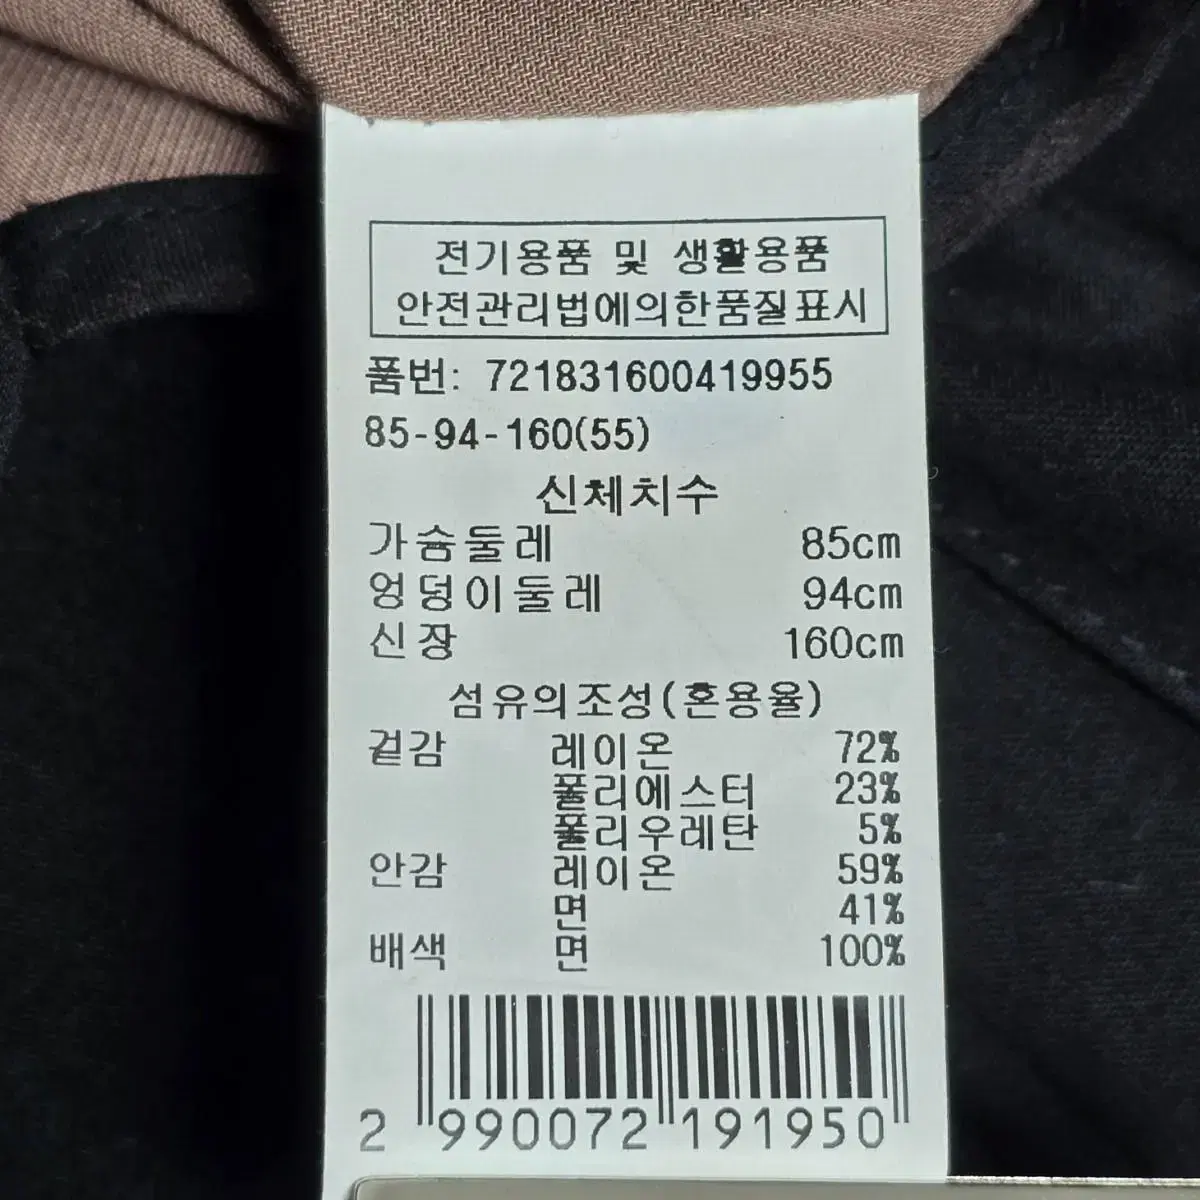 전기용품 및 생활용품
안전관리법에의한품질표시
품번: 721831600419955
85-94-160(55)
신체치수
가슴둘레 85cm
엉덩이둘레 94cm
신장 160cm
섬유의조성(혼용율)
겉감 레이온 72%
폴리에스터 23%
폴리우레탄 5%
안감 레이온 59%
면 41%
배색 면 100%
2 990072 191950